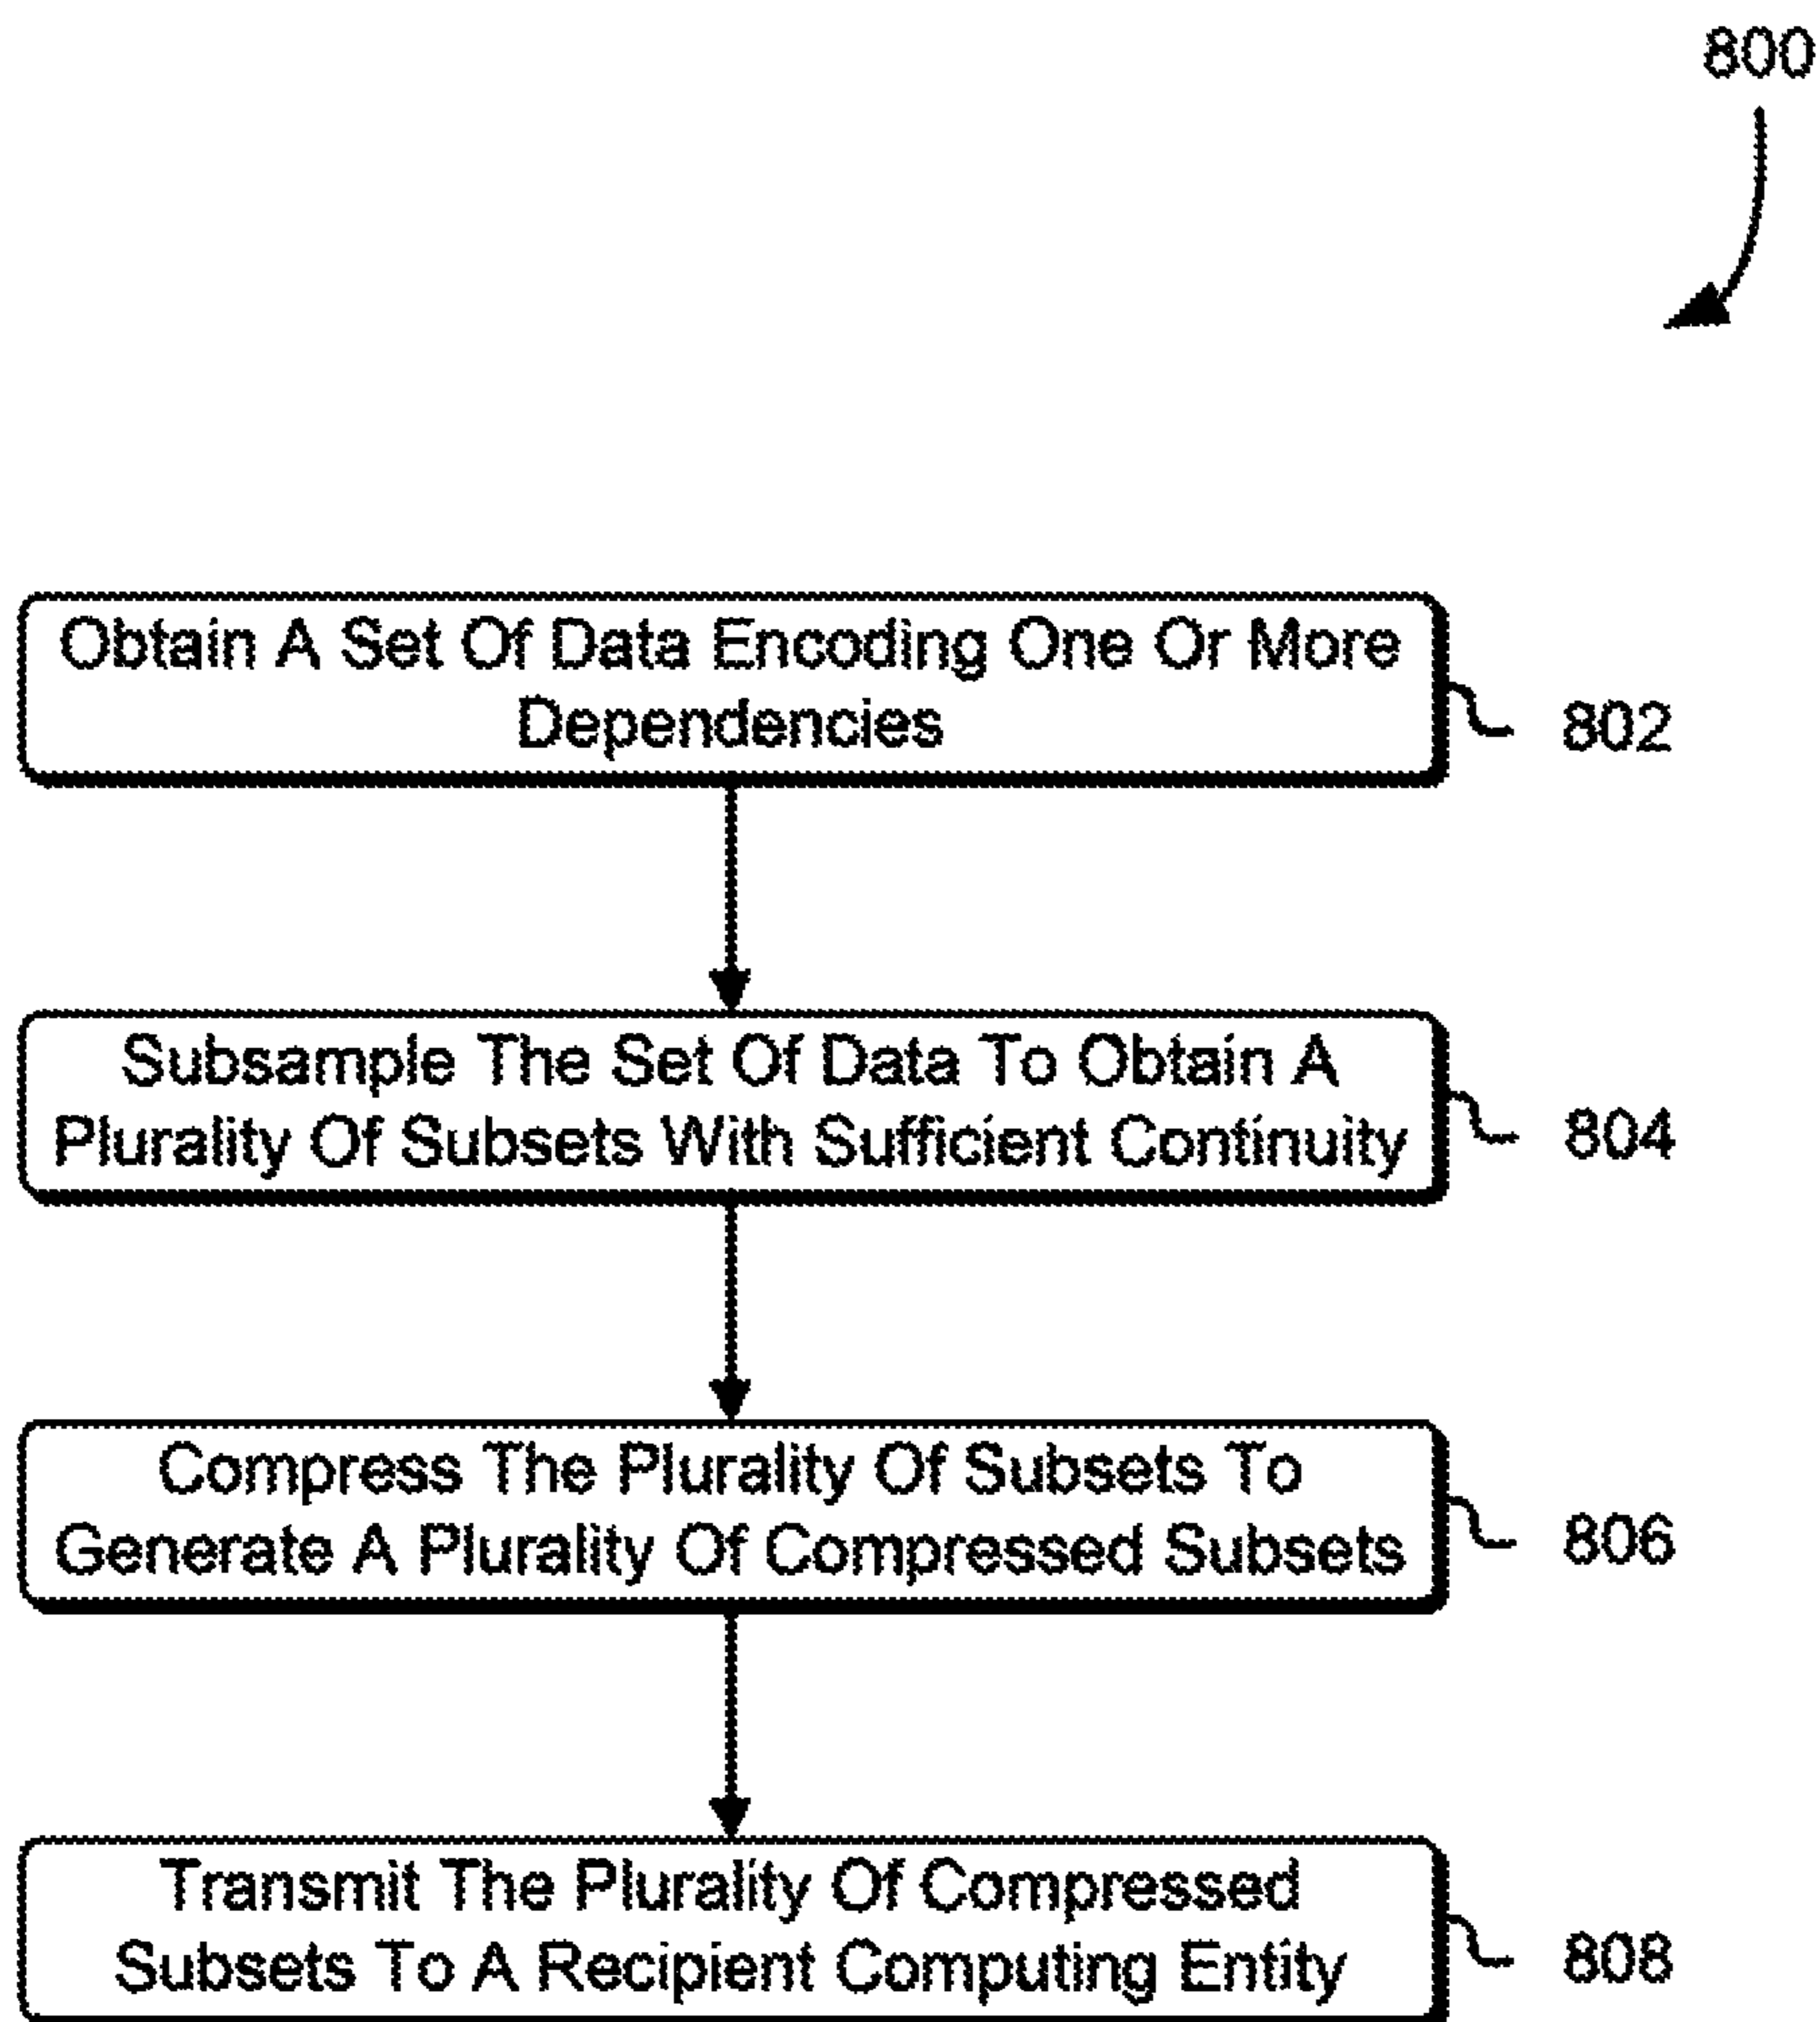 800
Obtain A Set Of Data Encoding One Or More
Dependencies
802
Subsample The Set Of Data To Obtain A
Plurality Of Subsets With Sufficient Continuity
804
Compress The Plurality Of Subsets To
Generate A Plurality Of Compressed Subsets
806
Transmit The Plurality Of Compressed
Subsets To A Recipient Computing Entity
808